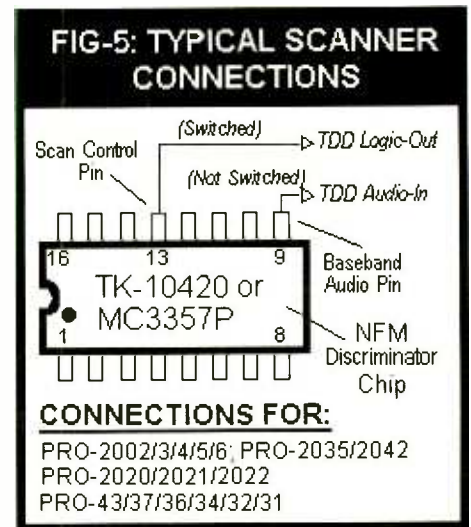 FIG-5: TYPICAL SCANNER
CONNECTIONS
(Switched)
TDD Logic-Out
Scan Control
Pin
(Not Switched)
TDD Audio-In
16
13
9
Baseband
Audio Pin
TK-10420 or
MC3357P
1
8
NFM
Discriminator
Chip
CONNECTIONS FOR:
PRO-2002/3/4/5/6; PRO-2035/2042
PRO-2020/2021/2022
PRO-43/37/36/34/32/31